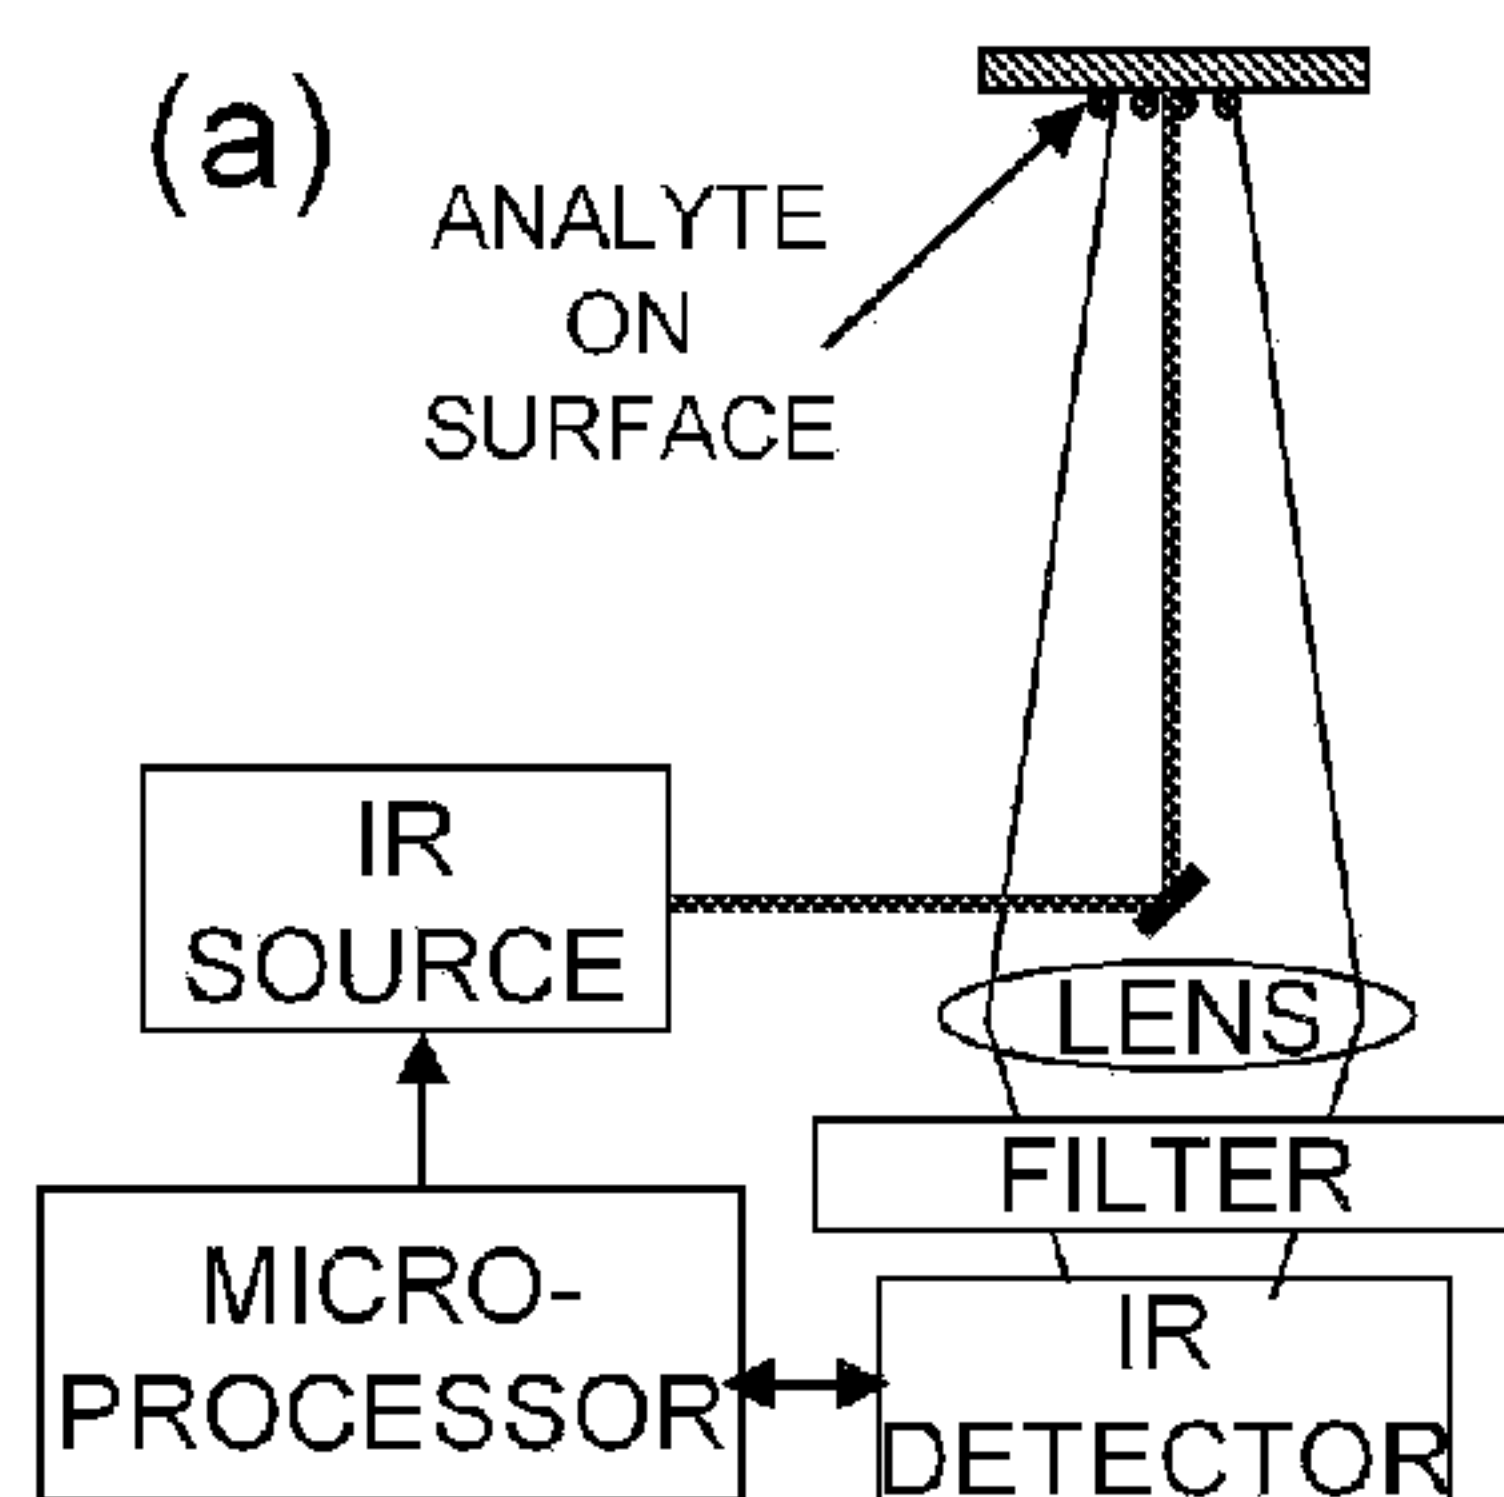 (a)
ANALYTE
ON
SURFACE
IR
SOURCE
LENS
FILTER
MICRO-
PROCESSOR
IR
DETECTOR